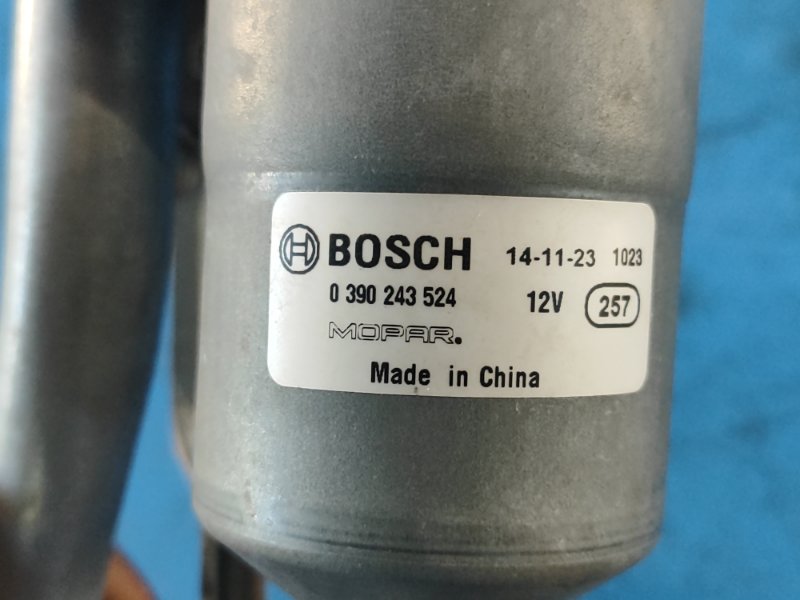 BOSCH 14-11-23 1023
0 390 243 524 12V 257
MOPAR.
Made in China